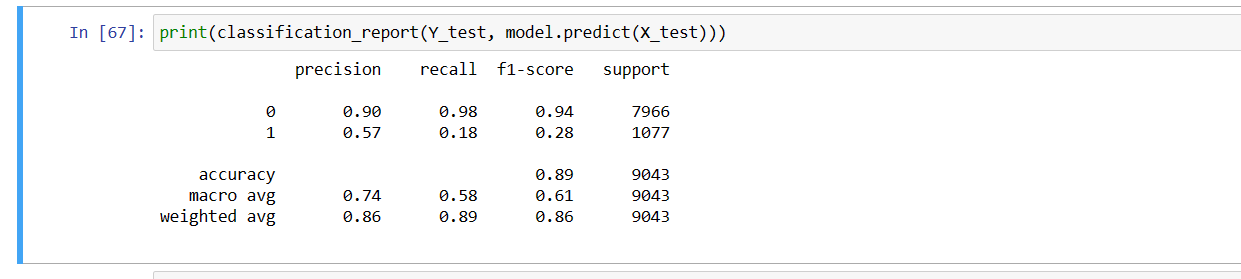 In [67]: print(classification_report(Y_test, model.predict(X_test)))
precision recall f1-score support
0 0.90 0.98 0.94 7966
1 0.57 0.18 0.28 1077
accuracy 0.89 9043
macro avg 0.74 0.58 0.61 9043
weighted avg 0.86 0.89 0.86 9043